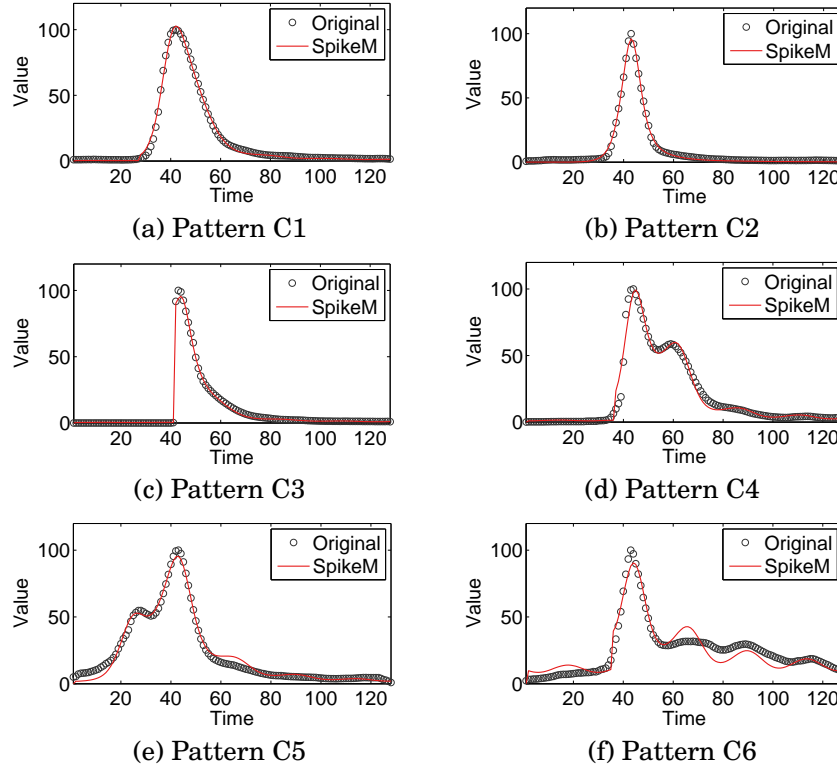 Original
SpikeM
100
50
0
Value
20 40 60 80 100 120
Time
(a) Pattern C1
Original
SpikeM
100
50
0
Value
20 40 60 80 100 120
Time
(b) Pattern C2
Original
SpikeM
100
50
0
Value
20 40 60 80 100 120
Time
(c) Pattern C3
Original
SpikeM
100
50
0
Value
20 40 60 80 100 120
Time
(d) Pattern C4
Original
SpikeM
100
50
0
Value
20 40 60 80 100 120
Time
(e) Pattern C5
Original
SpikeM
100
50
0
Value
20 40 60 80 100 120
Time
(f) Pattern C6